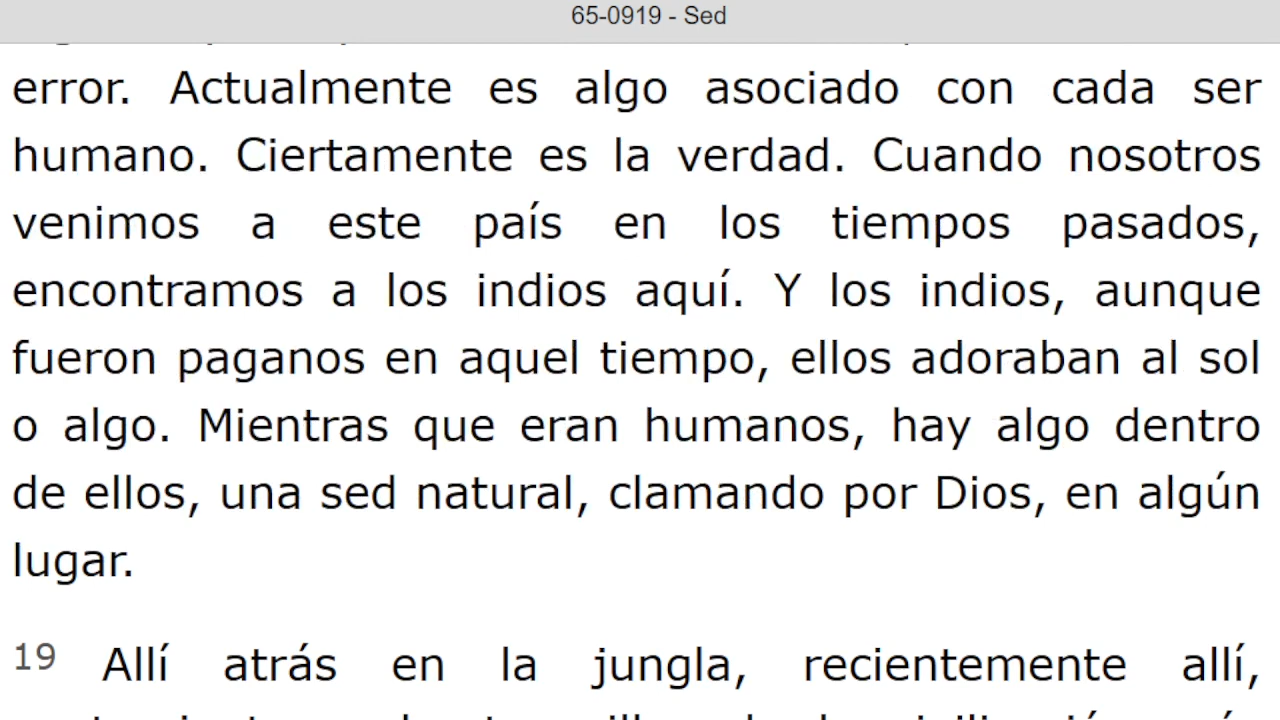 65-0919 - Sed
error. Actualmente es algo asociado con cada ser
humano. Ciertamente es la verdad. Cuando nosotros
venimos a este país en los tiempos pasados,
encontramos a los indios aquí. Y los indios, aunque
fueron paganos en aquel tiempo, ellos adoraban al sol
o algo. Mientras que eran humanos, hay algo dentro
de ellos, una sed natural, clamando por Dios, en algún
lugar.
19 Allí atrás en la jungla, recientemente allí,